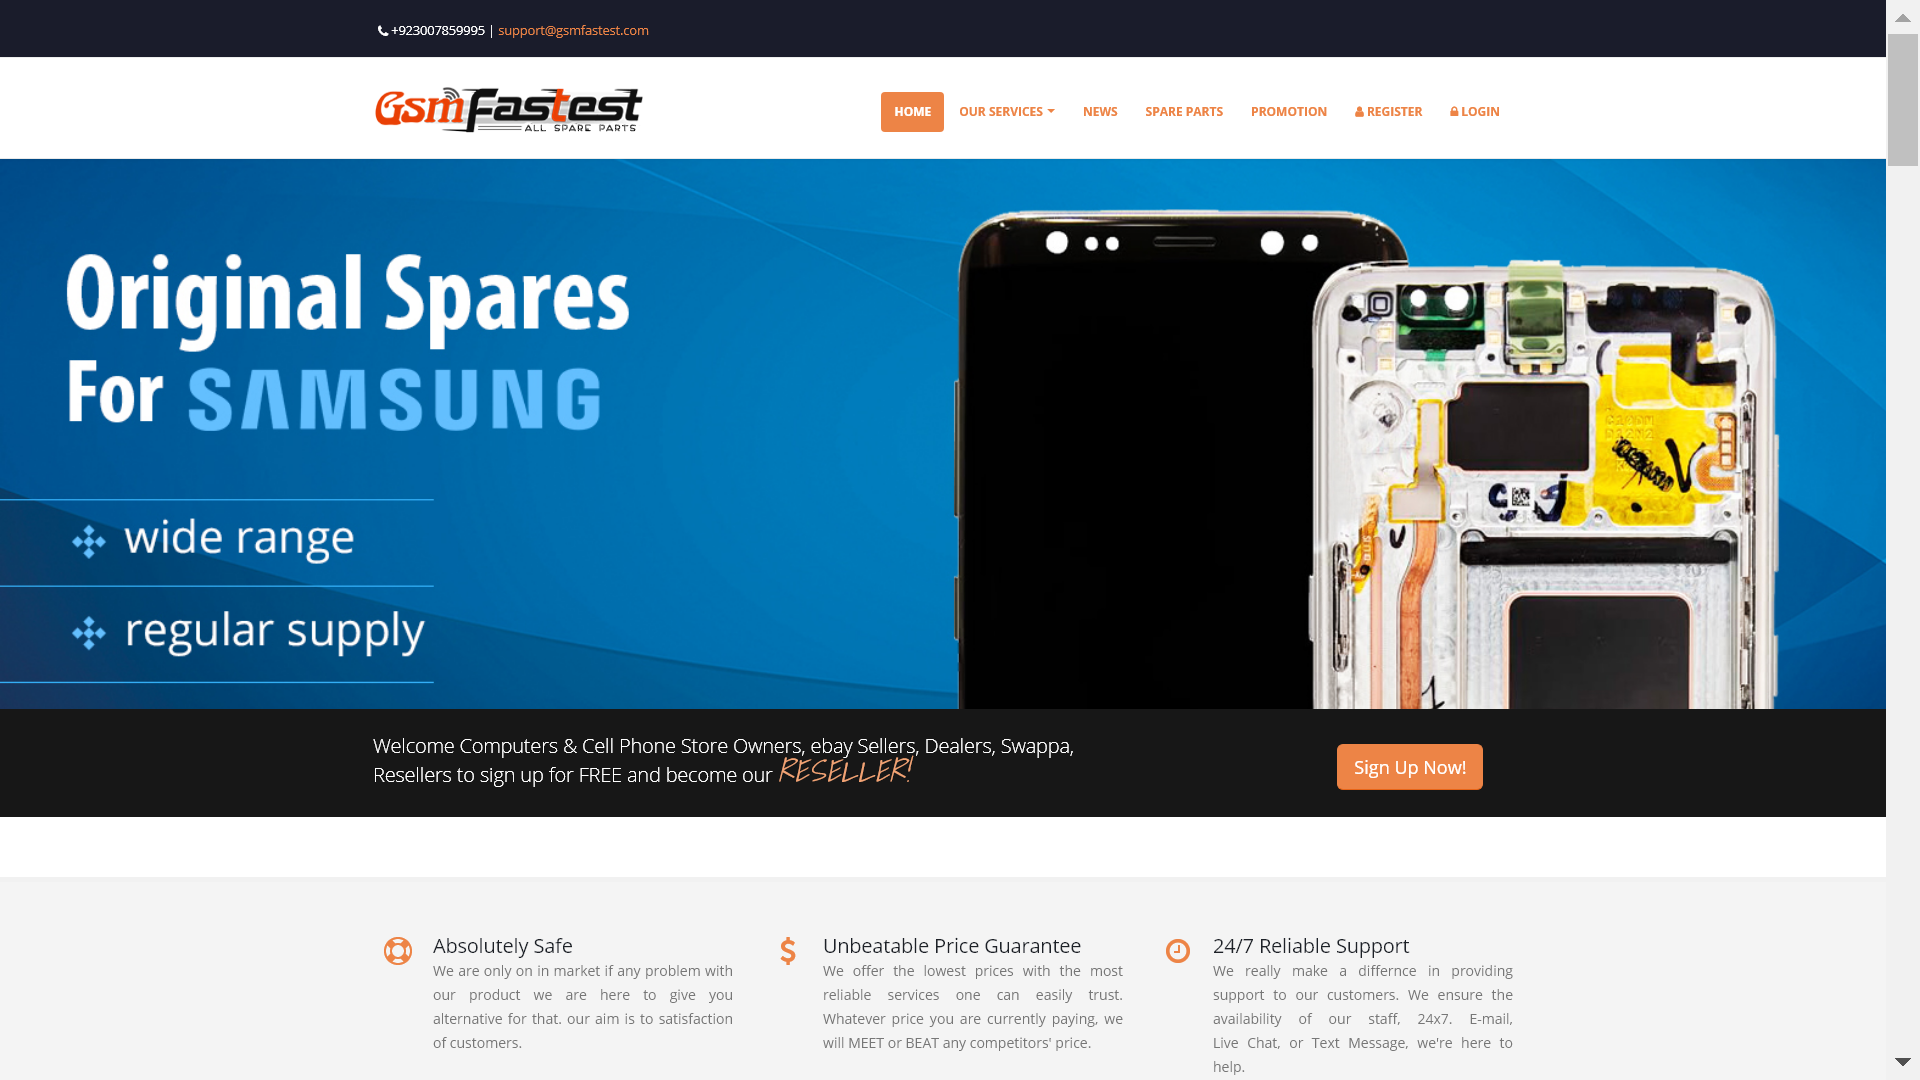 +923007859995 | support@gsmfastest.com
GsmFastest
ALL SPARE PARTS
HOME OUR SERVICES NEWS SPARE PARTS PROMOTION REGISTER LOGIN
Original Spares
For SAMSUNG
wide range
regular supply
Welcome Computers & Cell Phone Store Owners, ebay Sellers, Dealers, Swappa,
Resellers to sign up for FREE and become our RESELLER!
Sign Up Now!
Absolutely Safe
We are only on in market if any problem with
our product we are here to give you
alternative for that. our aim is to satisfaction
of customers.
Unbeatable Price Guarantee
We offer the lowest prices with the most
reliable services one can easily trust.
Whatever price you are currently paying, we
will MEET or BEAT any competitors' price.
24/7 Reliable Support
We really make a differnce in providing
support to our customers. We ensure the
availability of our staff, 24x7. E-mail,
Live Chat, or Text Message, we're here to
help.